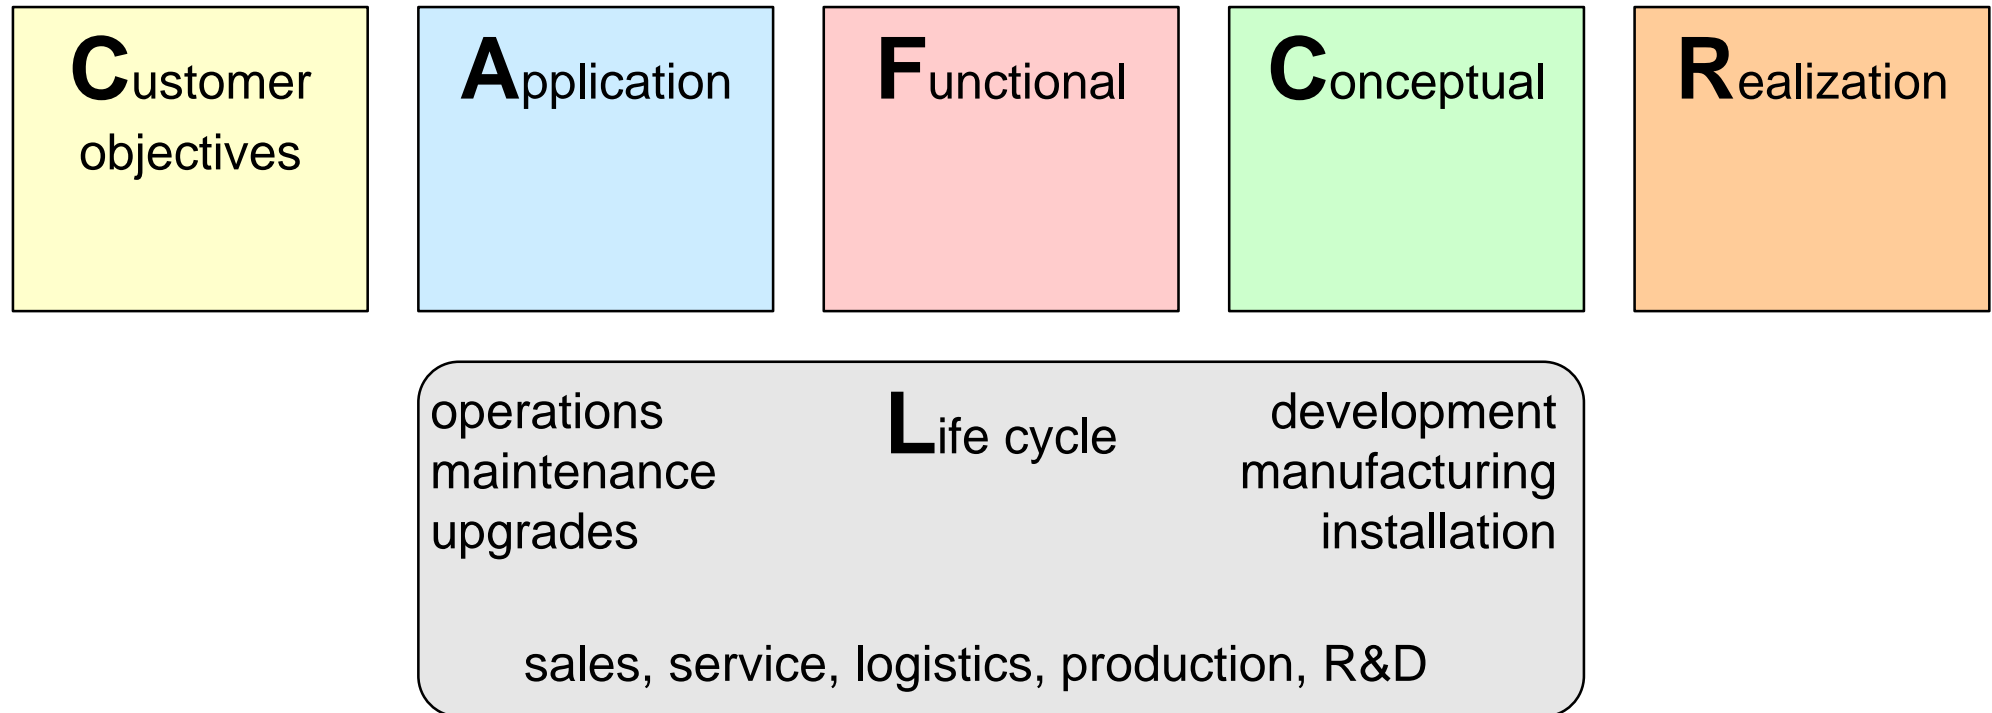 Customer
objectives
Application
Functional
Conceptual
Realization
Life cycle
operations
maintenance
upgrades
development
manufacturing
installation
sales, service, logistics, production, R&D